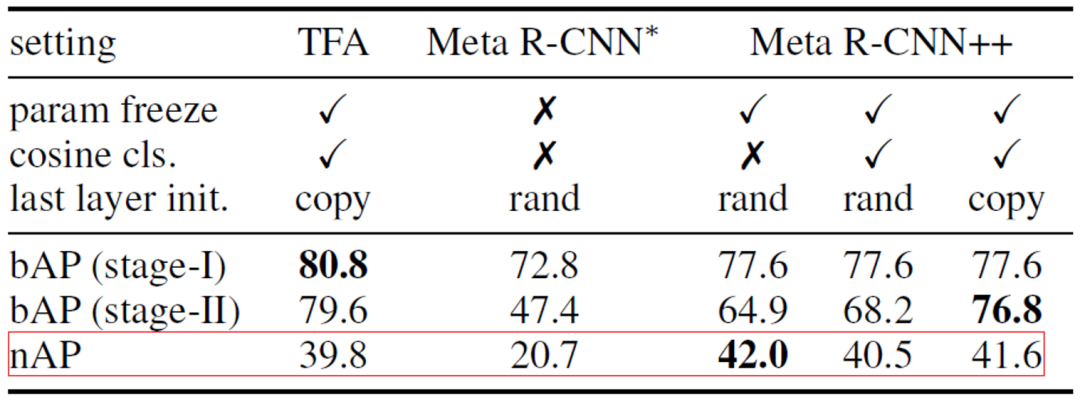 setting TFA Meta R-CNN* Meta R-CNN++
param freeze ✓ ✗ ✓ ✓ ✓
cosine cls. ✓ ✗ ✗ ✓ ✓
last layer init. copy rand rand rand copy
bAP (stage-I) 80.8 72.8 77.6 77.6 77.6
bAP (stage-II) 79.6 47.4 64.9 68.2 76.8
nAP 39.8 20.7 42.0 40.5 41.6